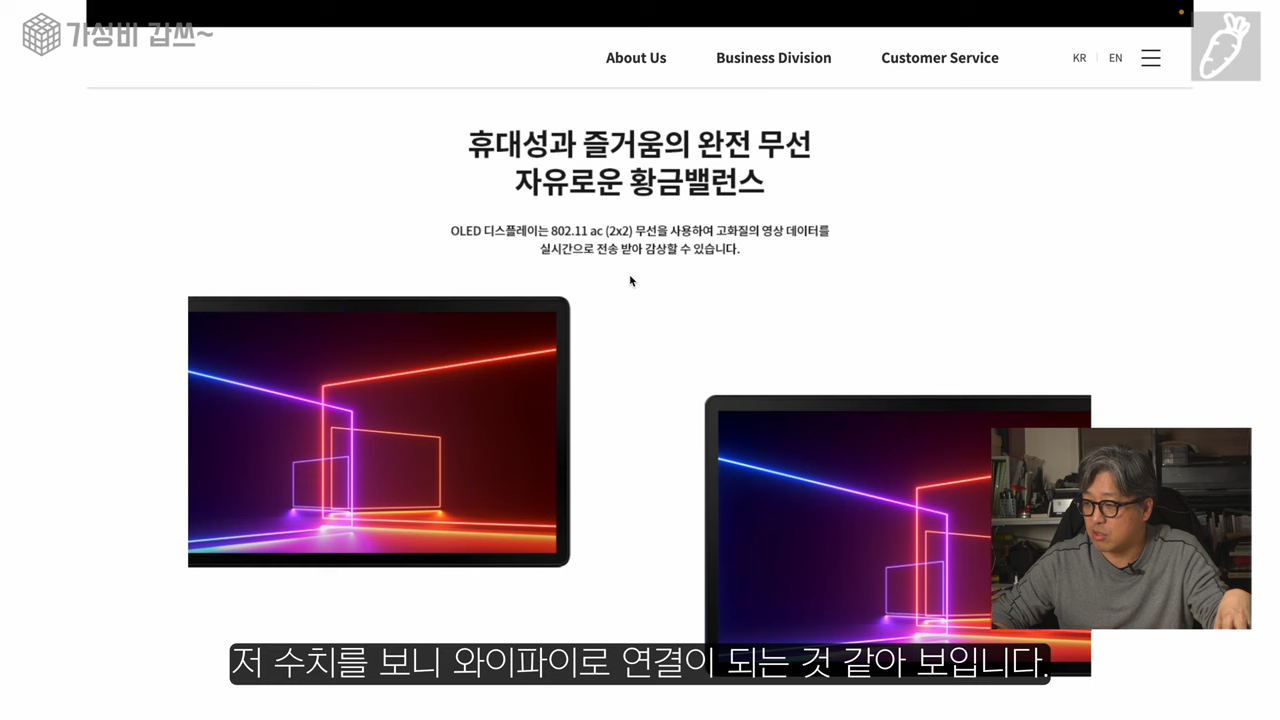 가성비 갑쓰~
About Us
Business Division
Customer Service
KR
EN
휴대성과 즐거움의 완전 무선
자유로운 황금밸런스
OLED 디스플레이는 802.11 ac (2x2) 무선을 사용하여 고화질의 영상 데이터를
실시간으로 전송 받아 감상할 수 있습니다.
저 수치를 보니 와이파이로 연결이 되는 것 같아 보입니다.